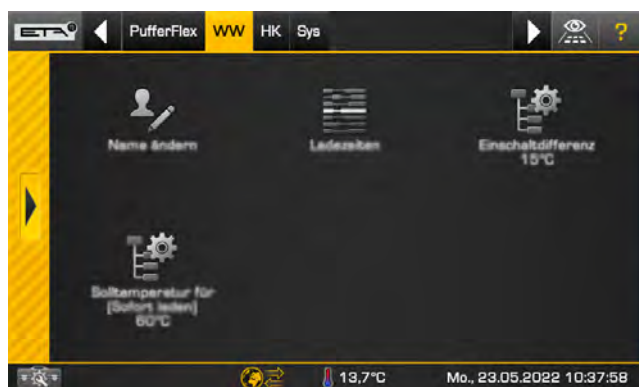 ETA
PufferFlex WW HK Sys ?
Name ändern
Ladezeiten
Einschaltdifferenz
15°C
Solltemperatur für
[Sofort laden]
60°C
13,7°C
Mo., 23.05.2022 10:37:58